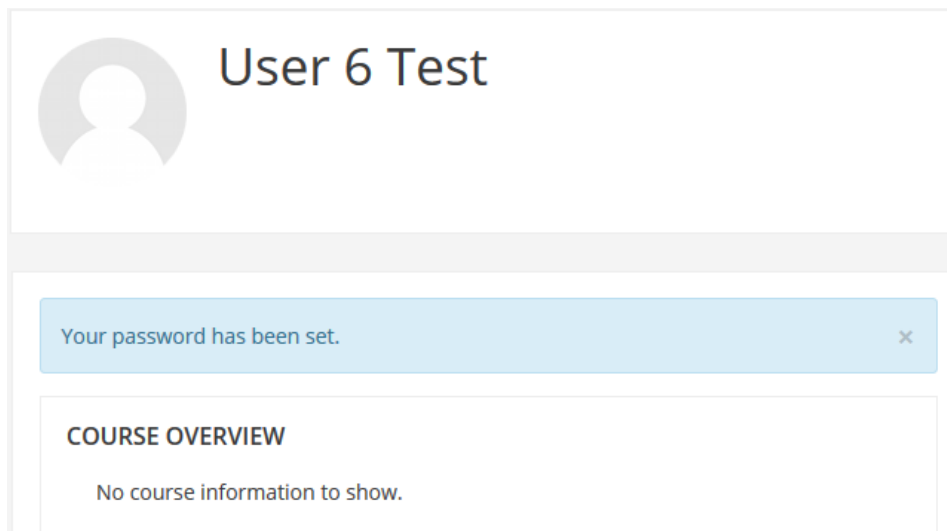 User 6 Test
Your password has been set.
×
COURSE OVERVIEW
No course information to show.